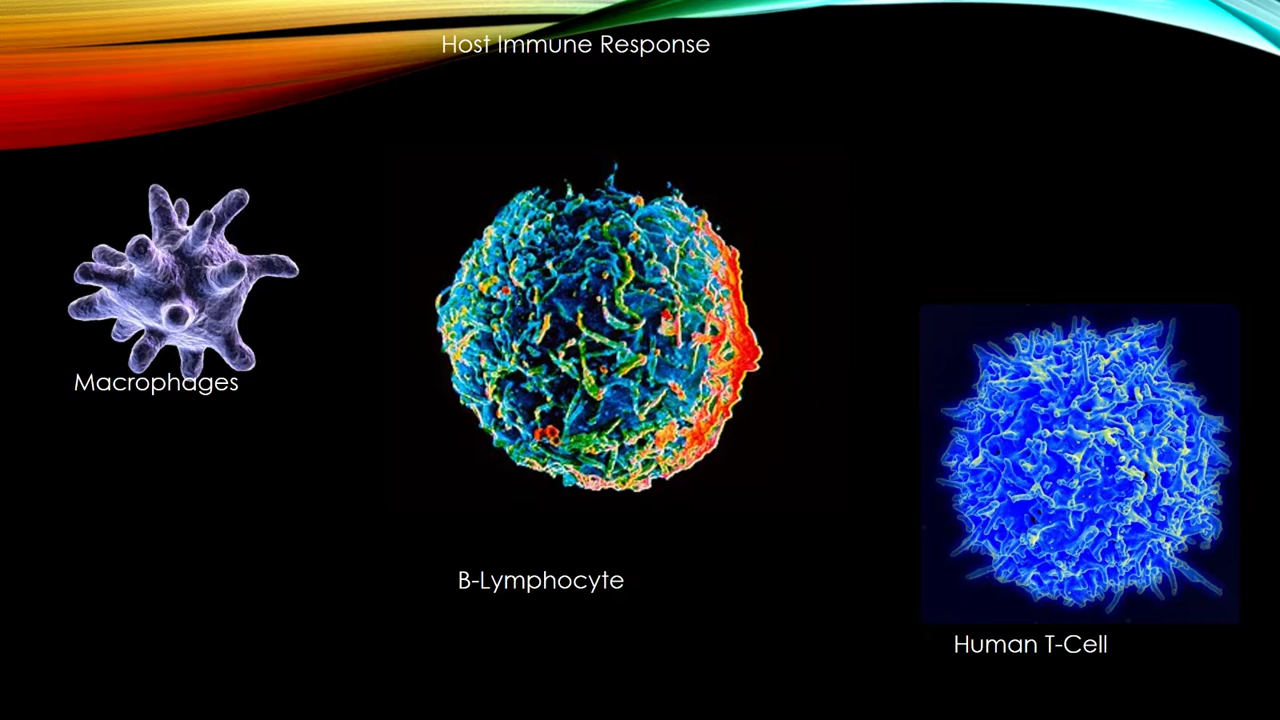 Host Immune Response
Macrophages
B-Lymphocyte
Human T-Cell